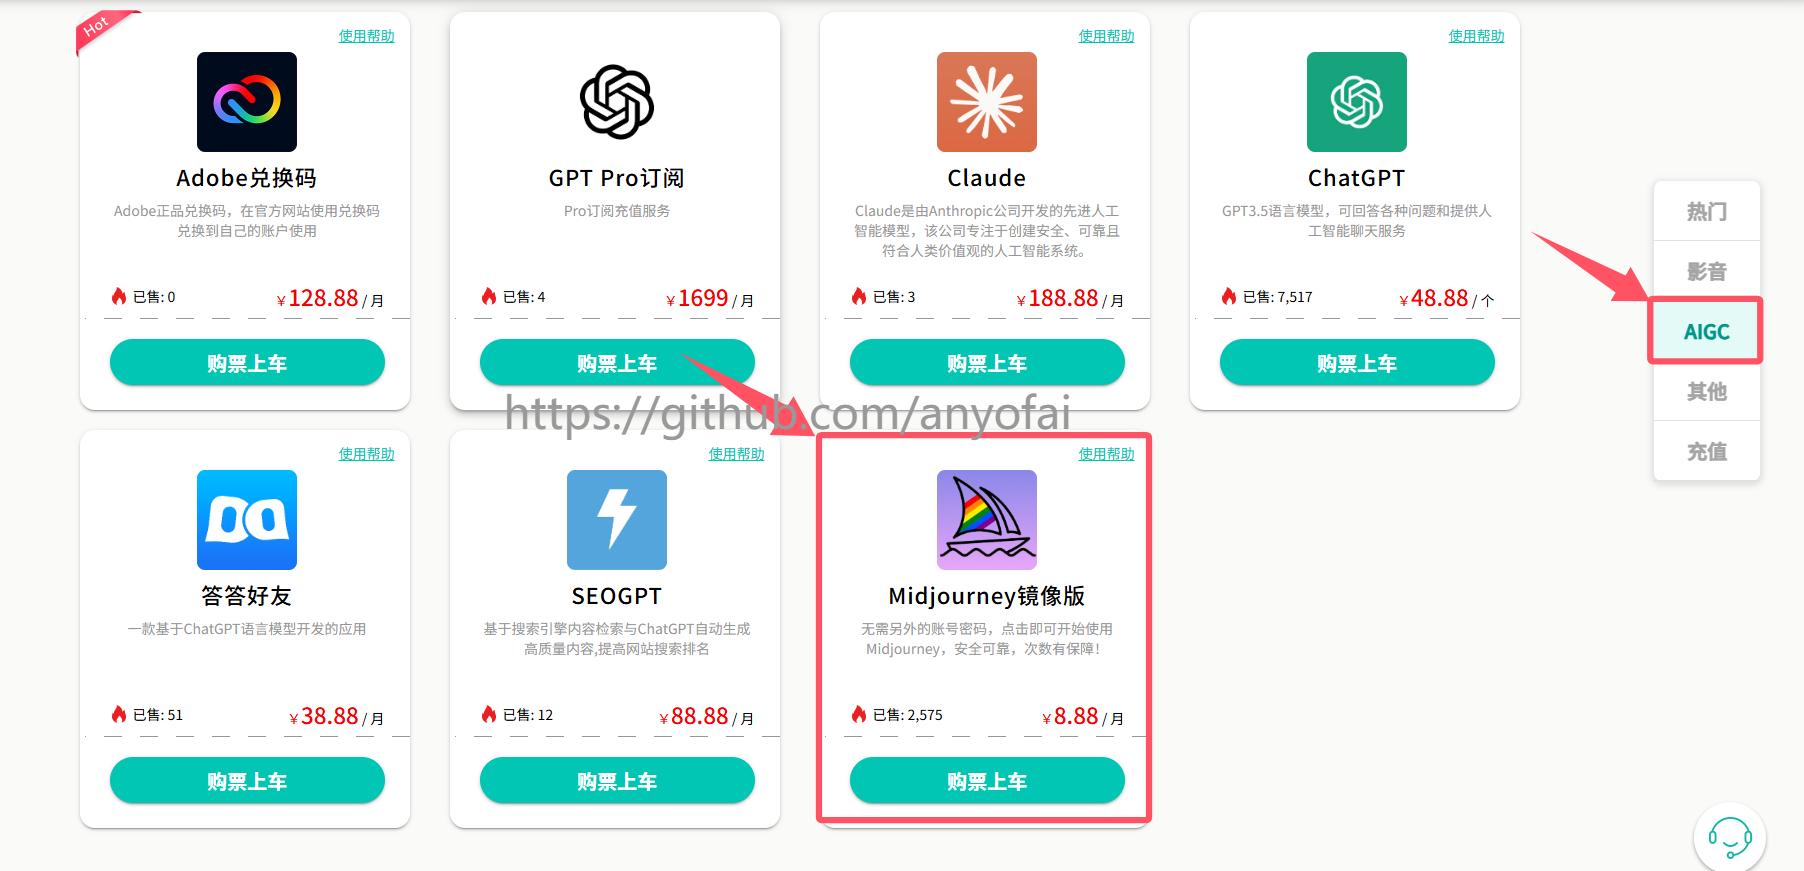 Hot
使用帮助
Adobe兑换码
Adobe正品兑换码，在官方网站使用兑换码
兑换到自己的账户使用
已售: 0
¥128.88 / 月
购票上车
GPT Pro订阅
Pro订阅充值服务
已售: 4
¥1699 / 月
购票上车
使用帮助
Claude
Claude是由Anthropic公司开发的先进人工
智能模型，该公司专注于创建安全、可靠且
符合人类价值观的人工智能系统。
已售: 3
¥188.88 / 月
购票上车
使用帮助
ChatGPT
GPT3.5语言模型，可回答各种问题和提供人
工智能聊天服务
已售: 7,517
¥48.88 / 个
购票上车
https://github.com/anyofai
使用帮助
答答好友
一款基于ChatGPT语言模型开发的应用
已售: 51
¥38.88 / 月
购票上车
使用帮助
SEOGPT
基于搜索引擎内容检索与ChatGPT自动生成
高质量内容,提高网站搜索排名
已售: 12
¥88.88 / 月
购票上车
使用帮助
Midjourney镜像版
无需另外的账号密码，点击即可开始使用
Midjourney，安全可靠，次数有保障！
已售: 2,575
¥8.88 / 月
购票上车
热门
影音
AIGC
其他
充值